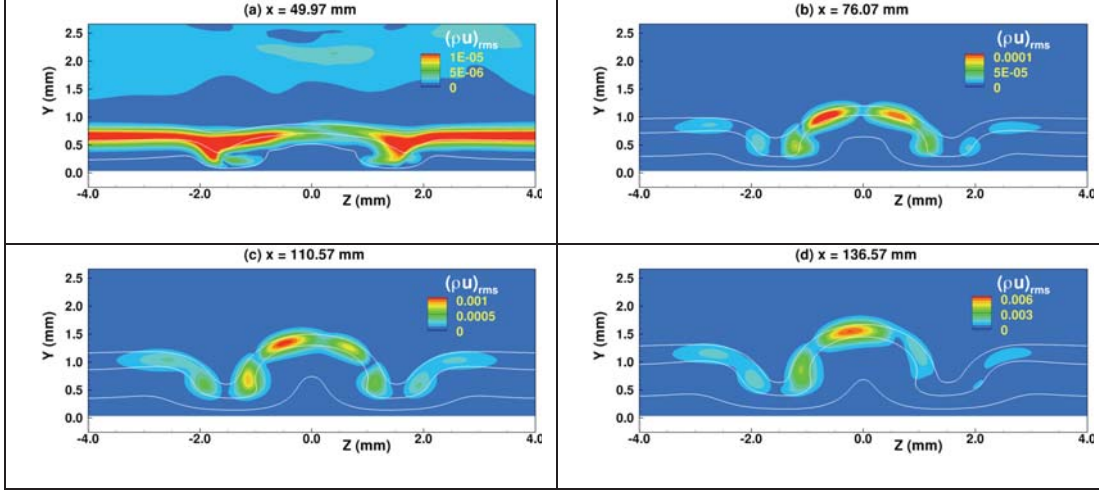 (a) x = 49.97 mm
2.5
2.0
1.5
1.0
0.5
0.0
Y (mm)
(ρu)rms
1E-05
5E-06
0
-4.0 -2.0 0.0 2.0 4.0
Z (mm)
(b) x = 76.07 mm
2.5
2.0
1.5
1.0
0.5
0.0
Y (mm)
(ρu)rms
0.0001
5E-05
0
-4.0 -2.0 0.0 2.0 4.0
Z (mm)
(c) x = 110.57 mm
2.5
2.0
1.5
1.0
0.5
0.0
Y (mm)
(ρu)rms
0.001
0.0005
0
-4.0 -2.0 0.0 2.0 4.0
Z (mm)
(d) x = 136.57 mm
2.5
2.0
1.5
1.0
0.5
0.0
Y (mm)
(ρu)rms
0.006
0.003
0
-4.0 -2.0 0.0 2.0 4.0
Z (mm)